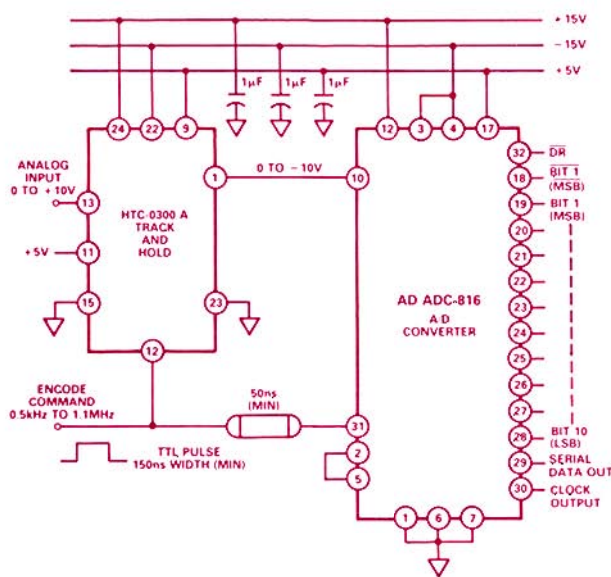 + 15V
- 15V
+ 5V
1μF
1μF
1μF
24
22
9
12
3
4
17
ANALOG
INPUT
0 TO +10V
13
1
0 TO -10V
10
HTC-0300 A
TRACK
AND
HOLD
+5V
11
15
23
12
AD ADC-816
A/D
CONVERTER
32
DR
18
BIT 1
(MSB)
19
BIT 1
(MSB)
20
21
22
23
24
25
26
27
28
BIT 10
(LSB)
29
SERIAL
DATA OUT
30
CLOCK
OUTPUT
ENCODE
COMMAND
0.5kHz TO 1.1MHz
50ns
(MIN)
31
2
5
TTL PULSE
150ns WIDTH (MIN)
1
6
7